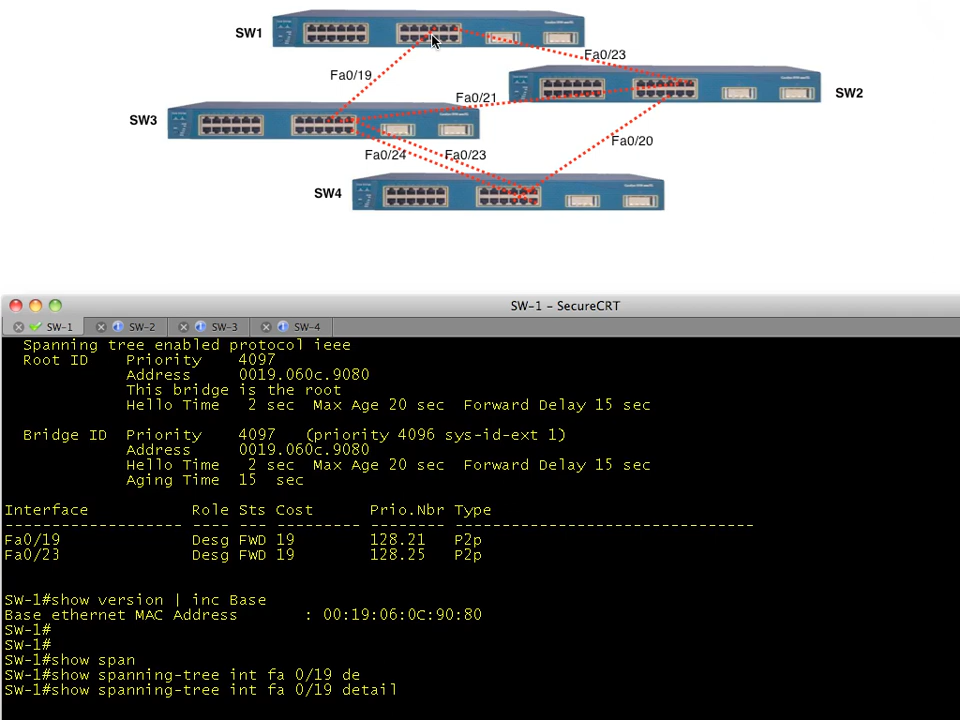 SW1
Fa0/23
Fa0/19
SW2
Fa0/21
SW3
Fa0/20
Fa0/24
Fa0/23
SW4
SW-1 – SecureCRT
SW-1 SW-2 SW-3 SW-4
Spanning tree enabled protocol ieee
Root ID Priority 4097
Address 0019.060c.9080
This bridge is the root
Hello Time 2 sec Max Age 20 sec Forward Delay 15 sec
Bridge ID Priority 4097 (priority 4096 sys-id-ext 1)
Address 0019.060c.9080
Hello Time 2 sec Max Age 20 sec Forward Delay 15 sec
Aging Time 15 sec
Interface Role Sts Cost Prio.Nbr Type
------------------- ---- --- --------- -------- --------------------------------
Fa0/19 Desg FWD 19 128.21 P2p
Fa0/23 Desg FWD 19 128.25 P2p
SW-1#show version | inc Base
Base ethernet MAC Address : 00:19:06:0C:90:80
SW-1#
SW-1#
SW-1#show span
SW-1#show spanning-tree int fa 0/19 de
SW-1#show spanning-tree int fa 0/19 detail